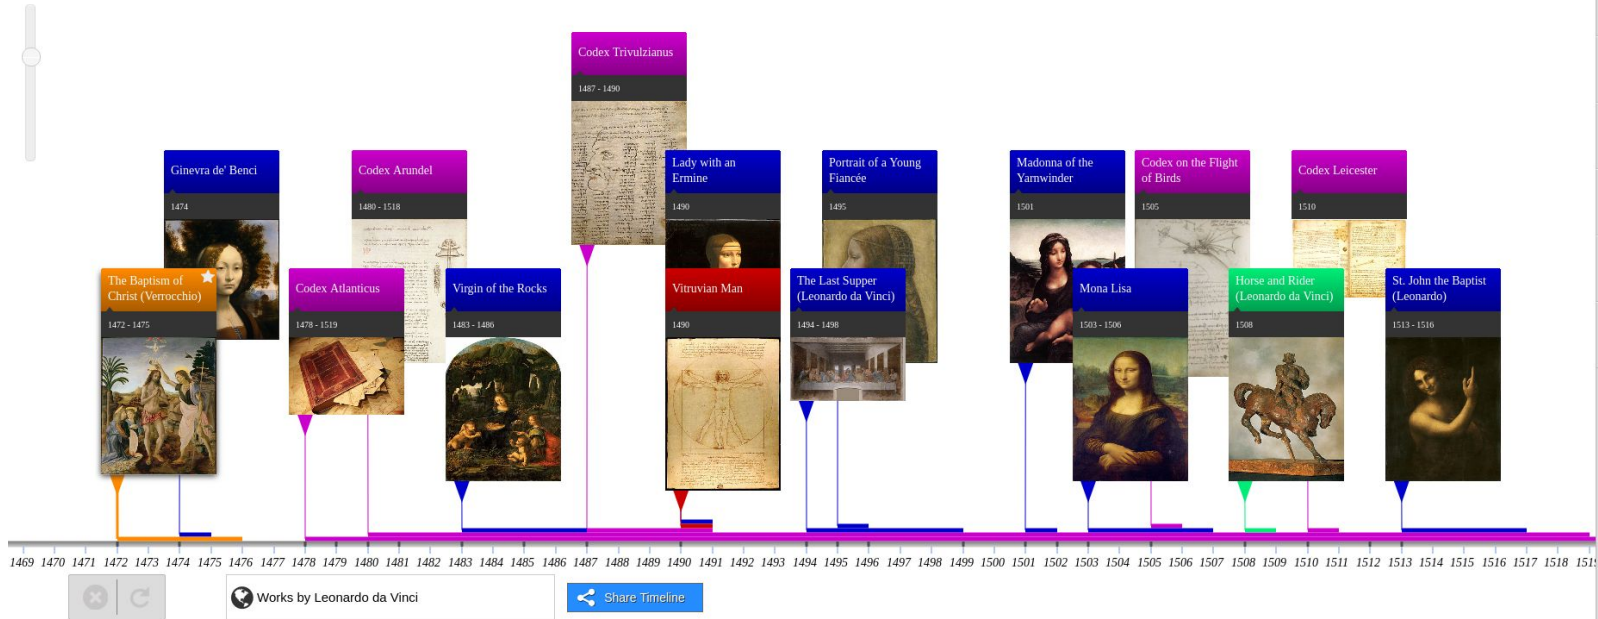 Codex Trivulzianus
1487 - 1490
Ginevra de' Benci
1474
Codex Arundel
1480 - 1518
Lady with an
Ermine
1490
Portrait of a Young
Fiancée
1495
Madonna of the
Yarnwinder
1501
Codex on the Flight
of Birds
1505
Codex Leicester
1510
The Baptism of
Christ (Verrocchio)
1472 - 1475
Codex Atlanticus
1478 - 1519
Virgin of the Rocks
1483 - 1486
Vitruvian Man
1490
The Last Supper
(Leonardo da Vinci)
1494 - 1498
Mona Lisa
1503 - 1506
Horse and Rider
(Leonardo da Vinci)
1508
St. John the Baptist
(Leonardo)
1513 - 1516
1469 1470 1471 1472 1473 1474 1475 1476 1477 1478 1479 1480 1481 1482 1483 1484 1485 1486 1487 1488 1489 1490 1491 1492 1493 1494 1495 1496 1497 1498 1499 1500 1501 1502 1503 1504 1505 1506 1507 1508 1509 1510 1511 1512 1513 1514 1515 1516 1517 1518
Works by Leonardo da Vinci
Share Timeline